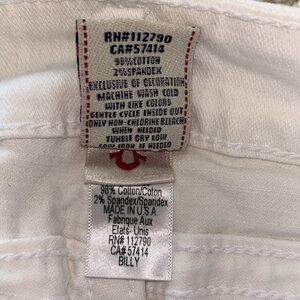 RN#112790
CA#57414
98%COTTON
2%SPANDEX
EXCLUSIVE OF DECORATION
MACHINE WASH COLD
WITH LIKE COLORS
GENTLE CYCLE INSIDE OUT
ONLY NON-CHLORINE BLEACH
WHEN NEEDED
TUMBLE DRY LOW
IRON IF NEEDED
98% Cotton/Coton
2% Spandex/Spandex
MADE IN U.S.A.
Fabrique Aux
Etats- Unis
RN# 112790
CA# 57414
BILLY